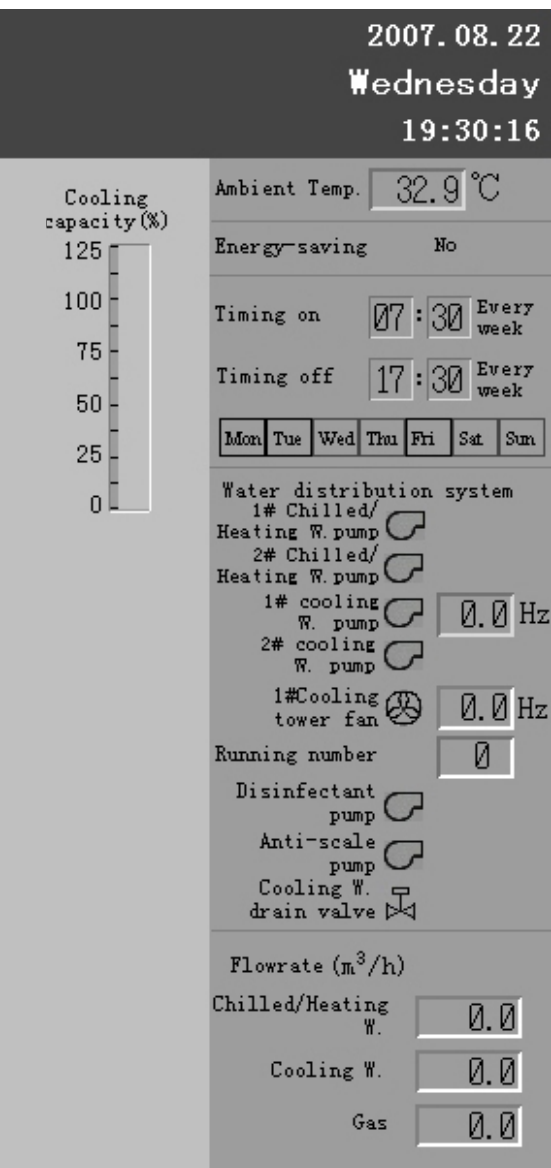 2007.08.22
Wednesday
19:30:16
Cooling
capacity(%)
125
100
75
50
25
0
Ambient Temp. 32.9 ℃
Energy-saving No
Timing on 07:30 Every
week
Timing off 17:30 Every
week
Mon Tue Wed Thu Fri Sat Sun
Water distribution system
1# Chilled/
Heating W.pump
2# Chilled/
Heating W.pump
1# cooling
W. pump 0.0 Hz
2# cooling
W. pump
1#Cooling
tower fan 0.0 Hz
Running number 0
Disinfectant
pump
Anti-scale
pump
Cooling W.
drain valve
Flowrate (m³/h)
Chilled/Heating
W. 0.0
Cooling W. 0.0
Gas 0.0